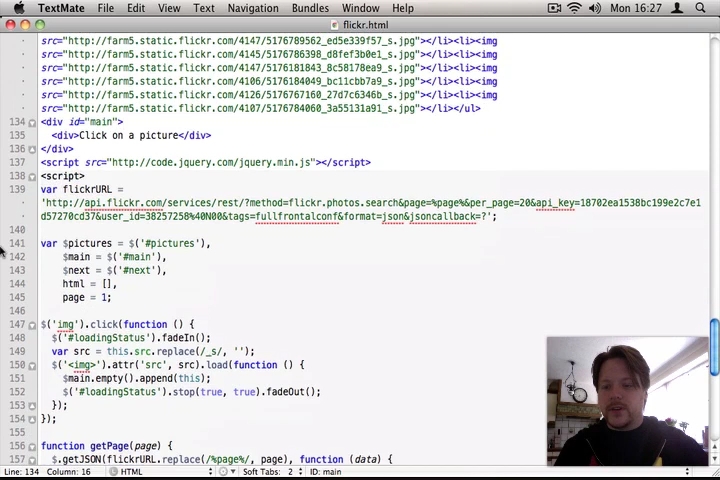 TextMate File Edit View Text Navigation Bundles Window Help Mon 16:27
flickr.html
src="http://farm5.static.flickr.com/4147/5176789562_ed5e339f57_s.jpg"></li><li><img
src="http://farm5.static.flickr.com/4145/5176786398_d8fef3b0e1_s.jpg"></li><li><img
src="http://farm5.static.flickr.com/4147/5177181843_8c58178ea9_s.jpg"></li><li><img
src="http://farm5.static.flickr.com/4106/5176184049_bc11cbb7a9_s.jpg"></li><li><img
src="http://farm5.static.flickr.com/4126/5176767160_27d7c6346b_s.jpg"></li><li><img
src="http://farm5.static.flickr.com/4107/5176784060_3a55131a91_s.jpg"></li></ul>
134 <div id="main">
135 <div>Click on a picture</div>
136 </div>
137 <script src="http://code.jquery.com/jquery.min.js"></script>
138 <script>
139 var flickrURL =
'http://api.flickr.com/services/rest/?method=flickr.photos.search&page=%page%&per_page=20&api_key=18702ea1538bc199e2c7e1
d57270cd37&user_id=38257258%40N00&tags=fullfrontalconf&format=json&jsoncallback=?';
140
141 var $pictures = $('#pictures'),
142 $main = $('#main'),
143 $next = $('#next'),
144 html = [],
145 page = 1;
146
147 $('img').click(function () {
148 $('#loadingStatus').fadeIn();
149 var src = this.src.replace(/_s/, '');
150 $('<img>').attr('src', src).load(function () {
151 $main.empty().append(this);
152 $('#loadingStatus').stop(true, true).fadeOut();
153 });
154 });
155
156 function getPage(page) {
157 $.getJSON(flickrURL.replace(/%page%/, page), function (data) {
Line: 134 Column: 16 HTML Soft Tabs: 2 ID: main